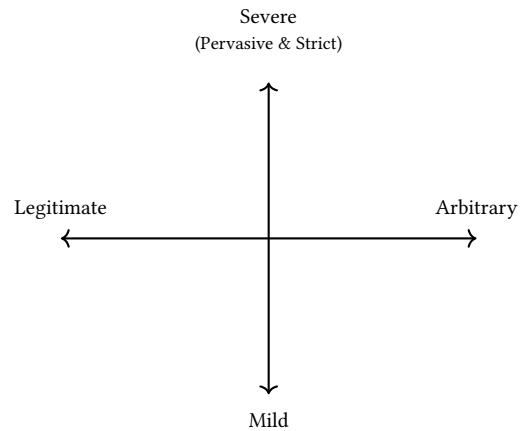 Severe
(Pervasive & Strict)
Legitimate
Arbitrary
Mild